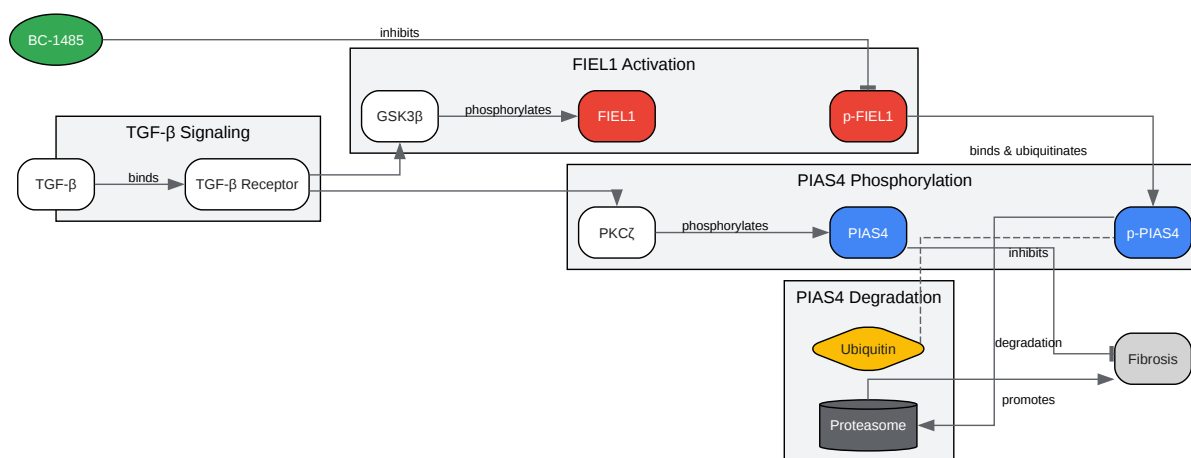 BC-1485
inhibits
FIEL1 Activation
GSK3β
phosphorylates
FIEL1
p-FIEL1
TGF-β Signaling
TGF-β
binds
TGF-β Receptor
binds & ubiquitinates
PIAS4 Phosphorylation
PKCζ
phosphorylates
PIAS4
p-PIAS4
inhibits
PIAS4 Degradation
Ubiquitin
degradation
Fibrosis
promotes
Proteasome